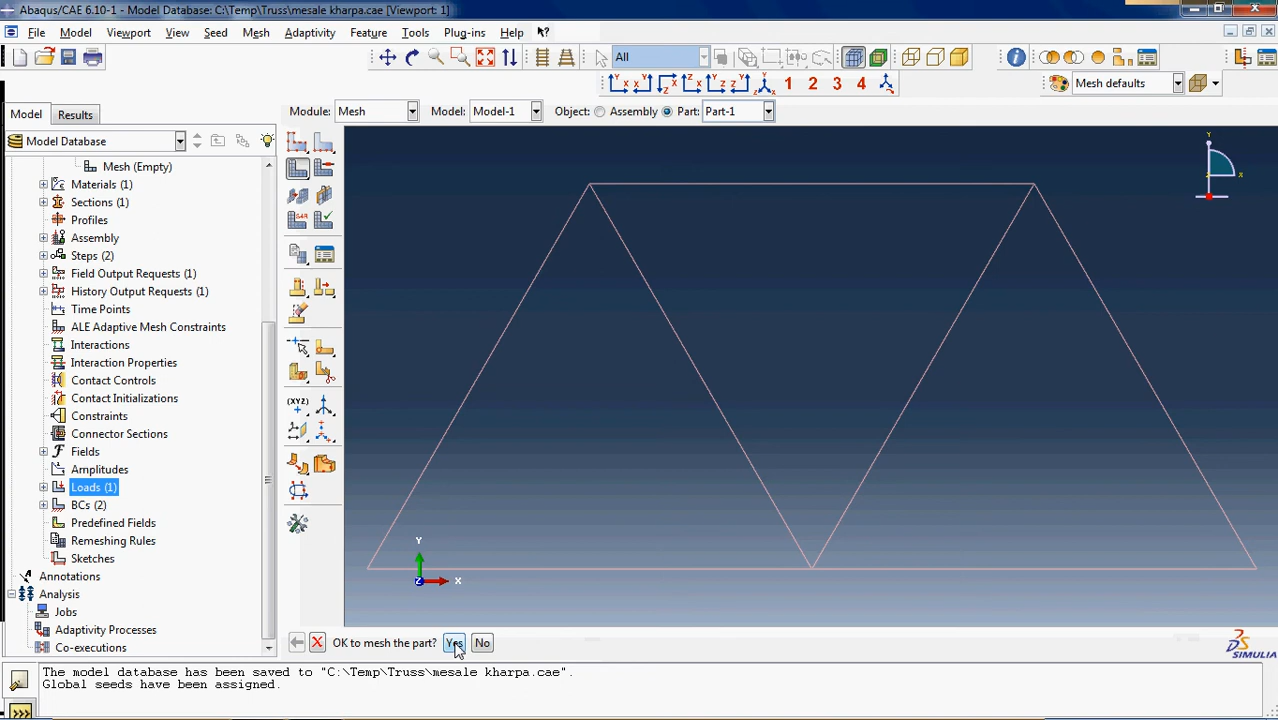 Abaqus/CAE 6.10-1 - Model Database: C:\Temp\Truss\mesale kharpa.cae [Viewport: 1]
File Model Viewport View Seed Mesh Adaptivity Feature Tools Plug-ins Help
All
1 2 3 4
Mesh defaults
Model Results
Module: Mesh Model: Model-1 Object: Assembly Part: Part-1
Model Database
Mesh (Empty)
Materials (1)
Sections (1)
Profiles
Assembly
Steps (2)
Field Output Requests (1)
History Output Requests (1)
Time Points
ALE Adaptive Mesh Constraints
Interactions
Interaction Properties
Contact Controls
Contact Initializations
Constraints
Connector Sections
Fields
Amplitudes
Loads (1)
BCs (2)
Predefined Fields
Remeshing Rules
Sketches
Annotations
Analysis
Jobs
Adaptivity Processes
Co-executions
Y
X
Y
X
Z
OK to mesh the part? Yes No
SIMULIA
The model database has been saved to "C:\Temp\Truss\mesale kharpa.cae".
Global seeds have been assigned.
>>>